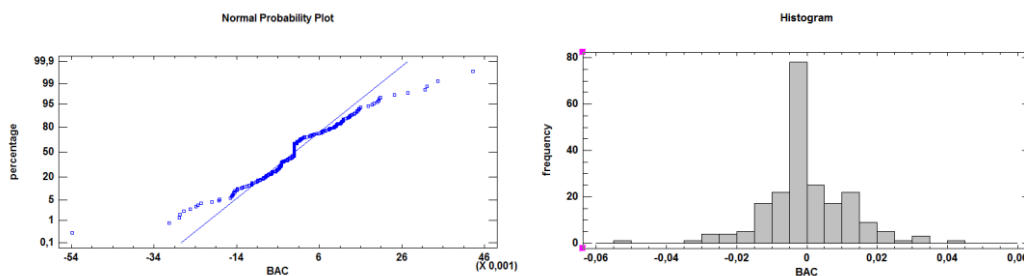 Normal Probability Plot
99,9
99
95
80
50
20
5
1
0,1
percentage
-54 -34 -14 6 26 46
(X 0,001)
BAC
Histogram
80
60
40
20
0
frequency
-0,06 -0,04 -0,02 0 0,02 0,04
BAC